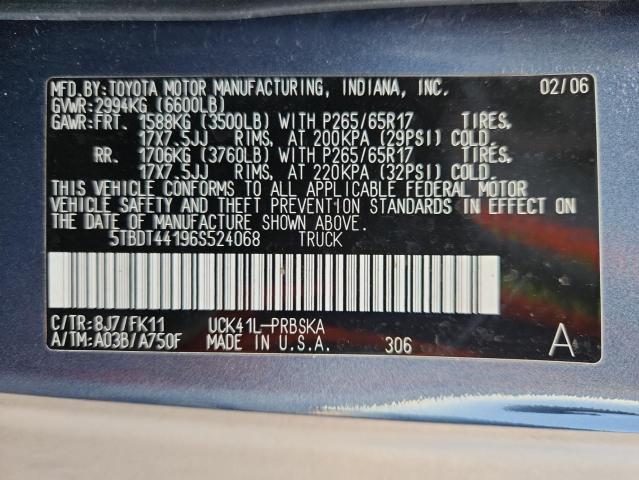 MFD.BY:TOYOTA MOTOR MANUFACTURING, INDIANA, INC. 02/06
GVWR:2994KG (6600LB)
GAWR:FRT. 1588KG (3500LB) WITH P265/65R17 TIRES,
17X7.5JJ RIMS, AT 200KPA (29PSI) COLD.
RR. 1706KG (3760LB) WITH P265/65R17 TIRES,
17X7.5JJ RIMS, AT 220KPA (32PSI) COLD.
THIS VEHICLE CONFORMS TO ALL APPLICABLE FEDERAL MOTOR
VEHICLE SAFETY AND THEFT PREVENTION STANDARDS IN EFFECT ON
THE DATE OF MANUFACTURE SHOWN ABOVE.
5TBDT44196S524068 TRUCK
C/TR:8J7/FK11 UCK41L-PRBSKA
A/TM:A03B/A750F MADE IN U.S.A. 306 A